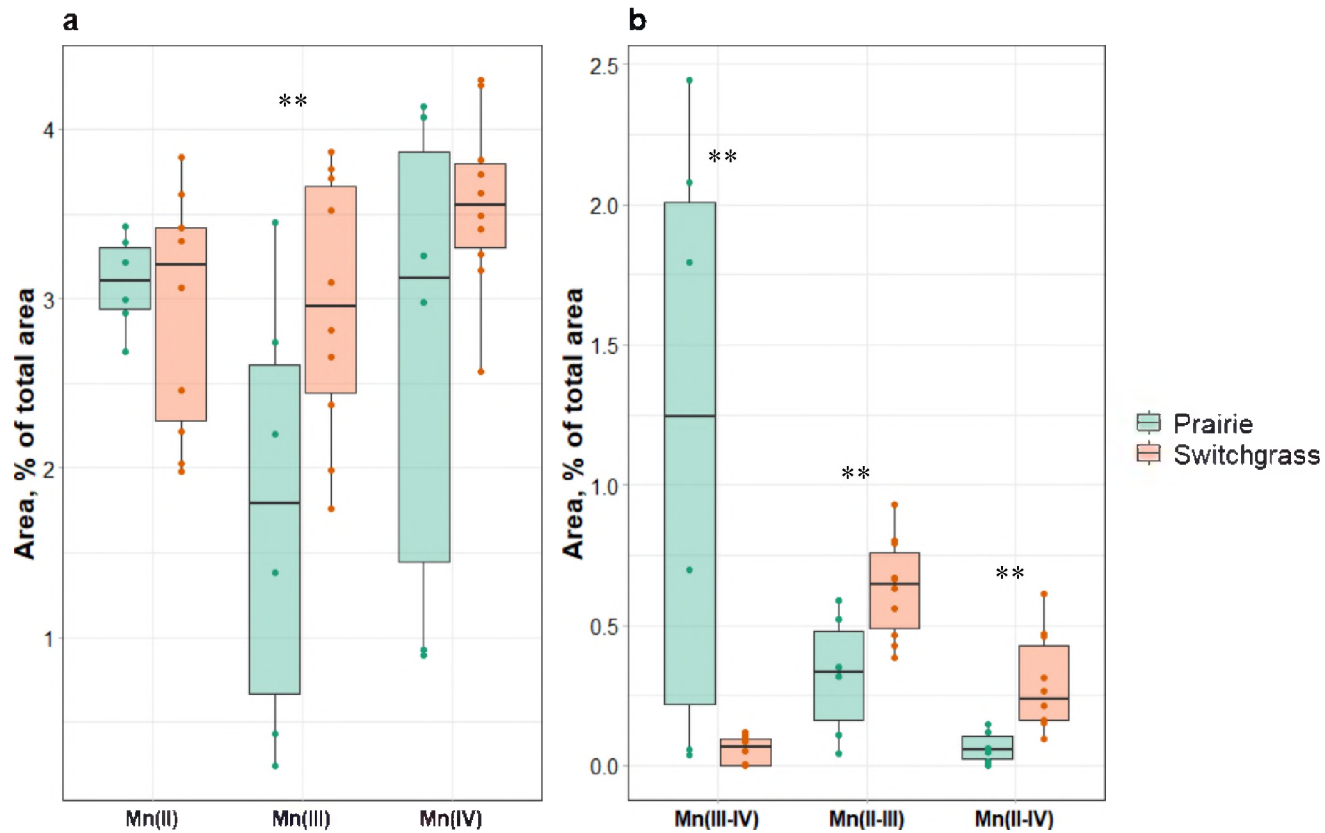 a
b
Area, % of total area
4
3
2
1
**
Mn(II)
Mn(III)
Mn(IV)
Area, % of total area
2.5
2.0
1.5
1.0
0.5
0.0
**
**
**
Mn(III-IV)
Mn(II-III)
Mn(II-IV)
Prairie
Switchgrass